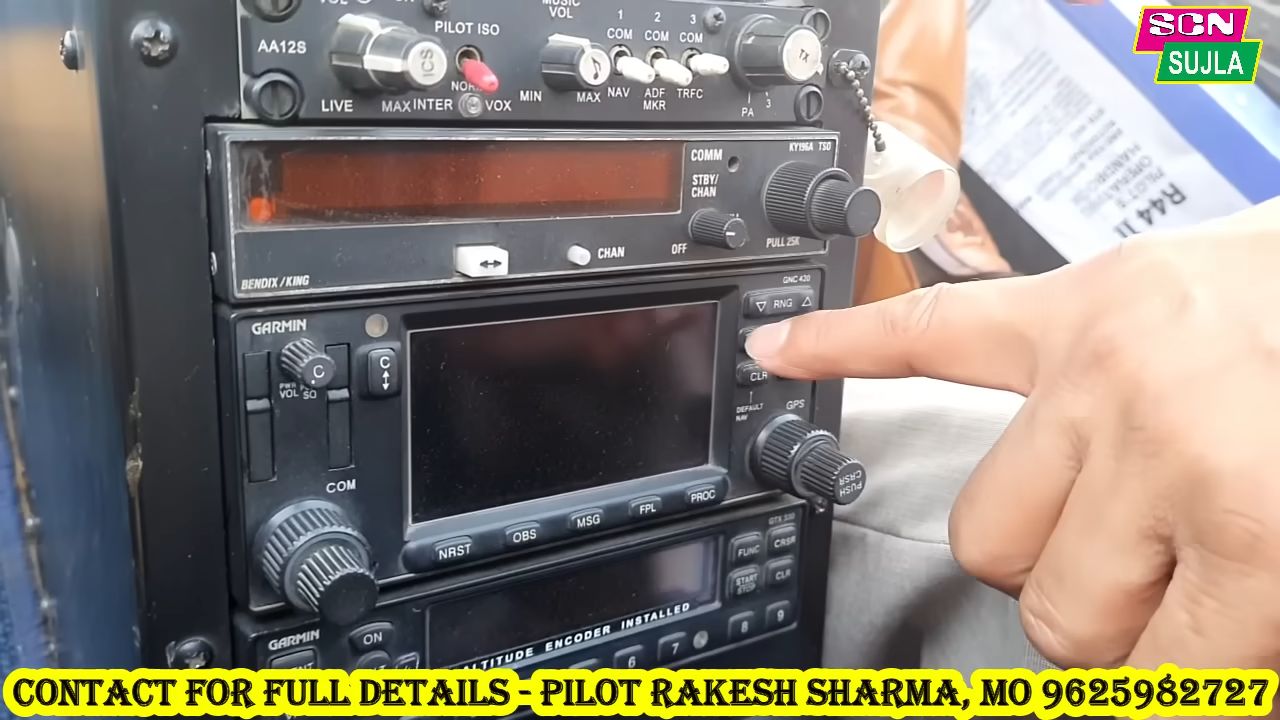 SCN
SUJLA
MUSIC
VOL
PILOT ISO
1 2 3
COM COM COM
AA12S
ICS
TX
LIVE MAX INTER VOX MIN MAX NAV ADF TRFC
MKR
PA 3
COMM
KY196A TSO
STBY/
CHAN
OFF
PULL 25K
CHAN
BENDIX/KING
R44 II
GNC 420
RNG
GARMIN
C
C
PWR
VOL SQ
CLR
DEFAULT
NAV
GPS
PUSH
CRSR
COM
NRST OBS MSG FPL PROC
GTX 330
FUNC CRSR
START
STOP
CLR
GARMIN
ON
ALTITUDE ENCODER INSTALLED
6 7 8 9
CONTACT FOR FULL DETAILS - PILOT RAKESH SHARMA, MO 9625982727